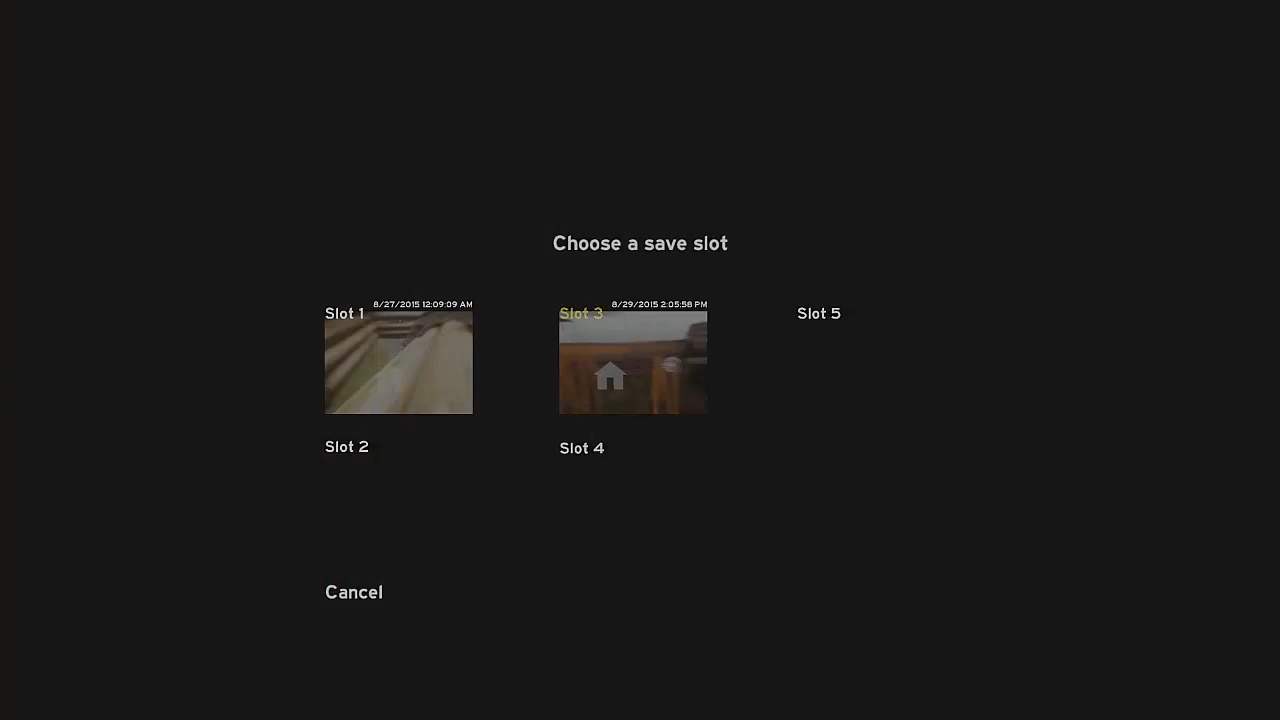 Choose a save slot
8/27/2015 12:09:09 AM
Slot 1
8/29/2015 2:05:58 PM
Slot 3
Slot 5
Slot 2
Slot 4
Cancel